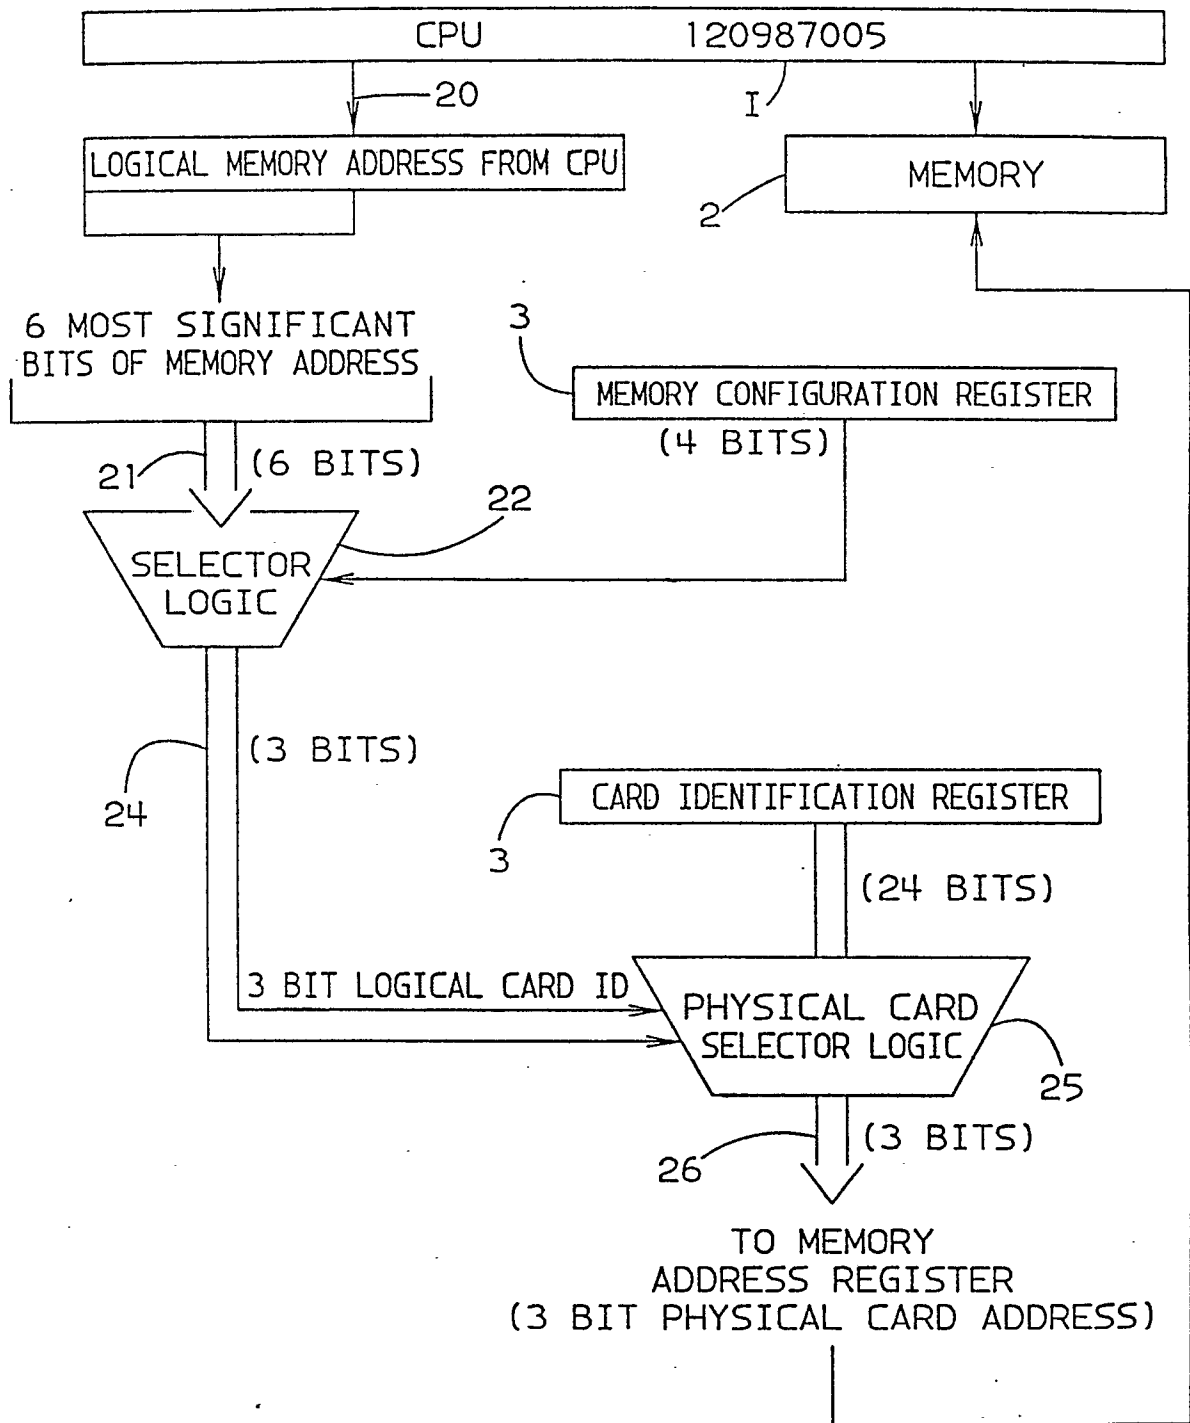 CPU 120987005
20
I
LOGICAL MEMORY ADDRESS FROM CPU
MEMORY
2
6 MOST SIGNIFICANT
BITS OF MEMORY ADDRESS
3
MEMORY CONFIGURATION REGISTER
(4 BITS)
21
(6 BITS)
22
SELECTOR
LOGIC
(3 BITS)
24
CARD IDENTIFICATION REGISTER
3
(24 BITS)
3 BIT LOGICAL CARD ID
PHYSICAL CARD
SELECTOR LOGIC
25
26
(3 BITS)
TO MEMORY
ADDRESS REGISTER
(3 BIT PHYSICAL CARD ADDRESS)